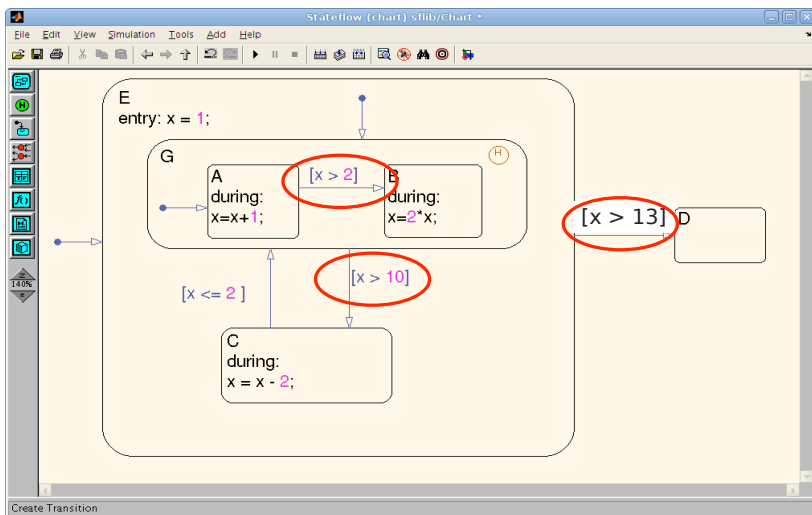 Stateflow (chart) sflib/Chart *
File Edit View Simulation Tools Add Help
E
entry: x = 1;
G
H
A
during:
x=x+1;
[x > 2]
B
during:
x=2*x;
[x > 13]
D
[x <= 2 ]
[x > 10]
C
during:
x = x - 2;
H
f()
Z
140%
Z
Create Transition